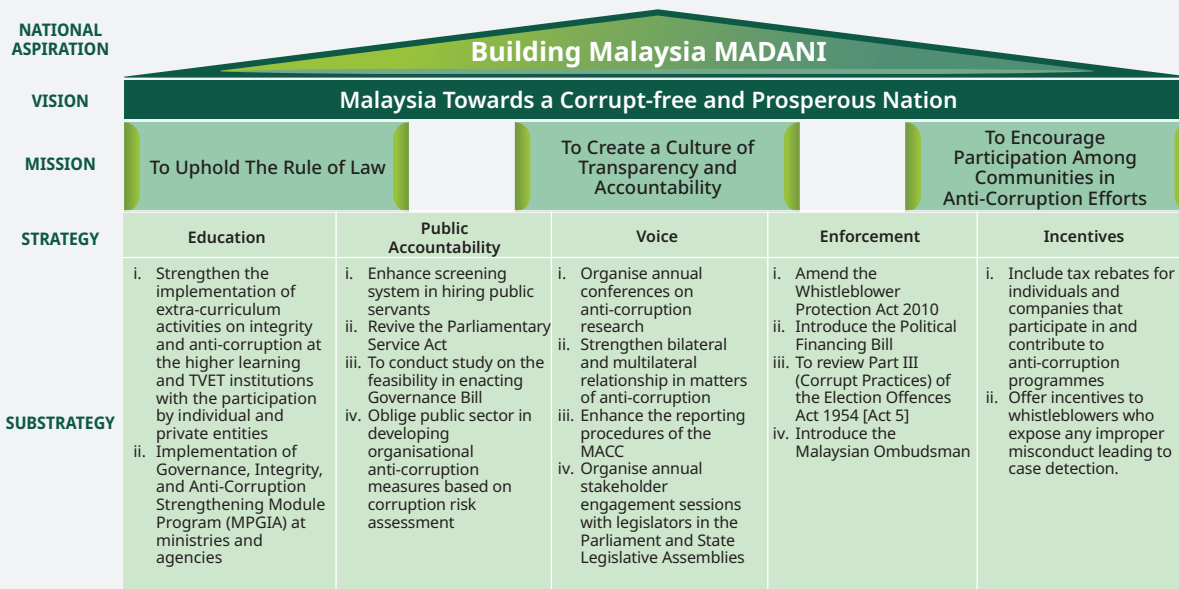 NATIONAL
ASPIRATION
Building Malaysia MADANI
VISION
Malaysia Towards a Corrupt-free and Prosperous Nation
MISSION
To Uphold The Rule of Law
To Create a Culture of
Transparency and
Accountability
To Encourage
Participation Among
Communities in
Anti-Corruption Efforts
STRATEGY
Education
Public
Accountability
Voice
Enforcement
Incentives
SUBSTRATEGY
i. Strengthen the
implementation of
extra-curriculum
activities on integrity
and anti-corruption at
the higher learning
and TVET institutions
with the participation
by individual and
private entities
ii. Implementation of
Governance, Integrity,
and Anti-Corruption
Strengthening Module
Program (MPGIA) at
ministries and
agencies
i. Enhance screening
system in hiring public
servants
ii. Revive the Parliamentary
Service Act
iii. To conduct study on the
feasibility in enacting
Governance Bill
iv. Oblige public sector in
developing
organisational
anti-corruption
measures based on
corruption risk
assessment
i. Organise annual
conferences on
anti-corruption
research
ii. Strengthen bilateral
and multilateral
relationship in matters
of anti-corruption
iii. Enhance the reporting
procedures of the
MACC
iv. Organise annual
stakeholder
engagement sessions
with legislators in the
Parliament and State
Legislative Assemblies
i. Amend the
Whistleblower
Protection Act 2010
ii. Introduce the Political
Financing Bill
iii. To review Part III
(Corrupt Practices) of
the Election Offences
Act 1954 [Act 5]
iv. Introduce the
Malaysian Ombudsman
i. Include tax rebates for
individuals and
companies that
participate in and
contribute to
anti-corruption
programmes
ii. Offer incentives to
whistleblowers who
expose any improper
misconduct leading to
case detection.